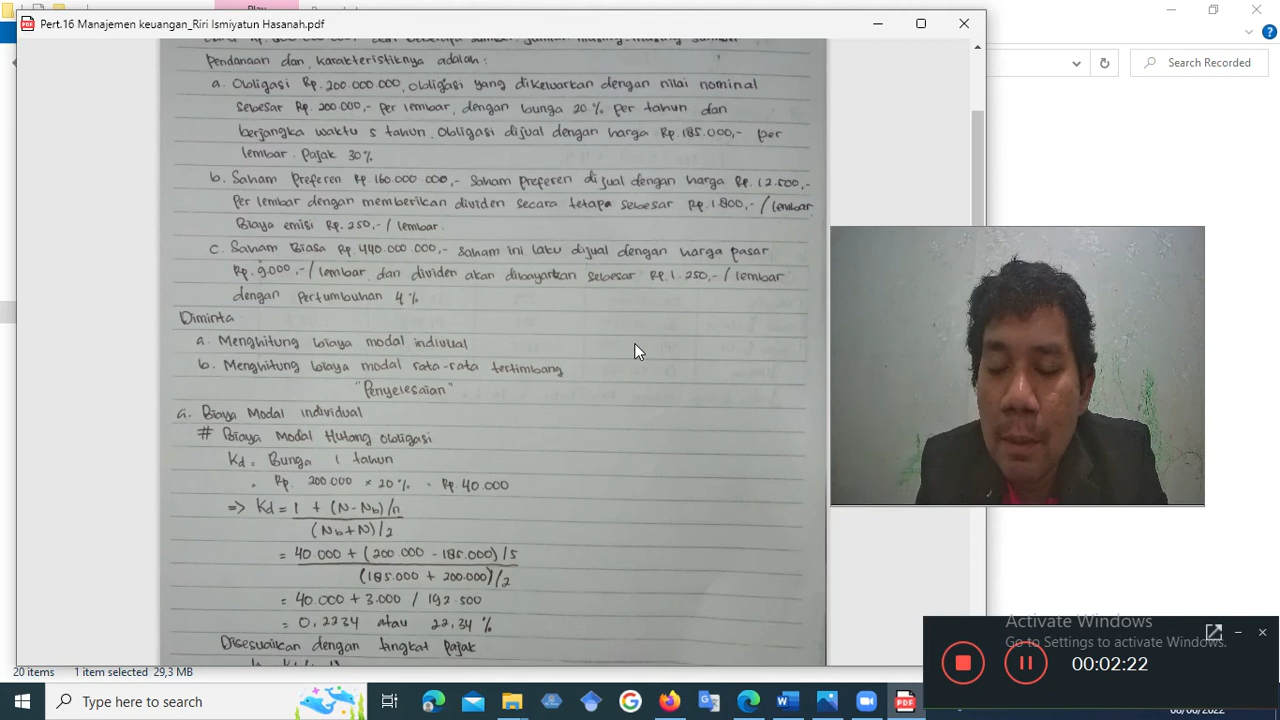 Play
Pert.16 Manajemen keuangan_Riri Ismiyatun Hasanah.pdf
Search Recorded
Pendanaan dan karakteristiknya adalah :
a. Obligasi Rp. 200.000.000, obligasi yang dikeluarkan dengan nilai nominal
sebesar Rp. 200.000,- per lembar, dengan bunga 20 % per tahun dan
berjangka waktu 5 tahun. Obligasi dijual dengan harga Rp. 185.000,- per
lembar. Pajak 30%
b. Saham Preferen Rp. 160.000 000,- Saham preferen dijual dengan harga Rp. 12.500,-
Per lembar dengan memberikan dividen secara tetap sebesar Rp. 1.800,- / lembar
Biaya emisi Rp. 250,- / lembar.
c. Saham Biasa Rp. 440.000 000,- saham ini laku dijual dengan harga pasar
Rp. 9.000,-/ lembar dan dividen akan dibayarkan sebesar Rp. 1.250,- / lembar
dengan Pertumbuhan 4 %
Diminta
a. Menghitung biaya modal indiviual
b. Menghitung biaya modal rata-rata tertimbang
"Penyelesaian"
a. Biaya Modal individual
# Biaya Modal Hutang obligasi
Kd = Bunga 1 tahun
= Rp. 200.000 × 20 % = Rp. 40.000
=> Kd = 1 + (N - Nb)/n
(Nb + N) / 2
= 40.000 + (200.000 - 185.000) / 5
(185.000 + 200.000) / 2
= 40.000 + 3.000 / 192.500
= 0,2234 atau 22,34 %
Disesuaikan dengan tingkat pajak
Activate Windows
Go to Settings to activate Windows.
00:02:22
20 items 1 item selected 29,3 MB
Type here to search
08/06/2022